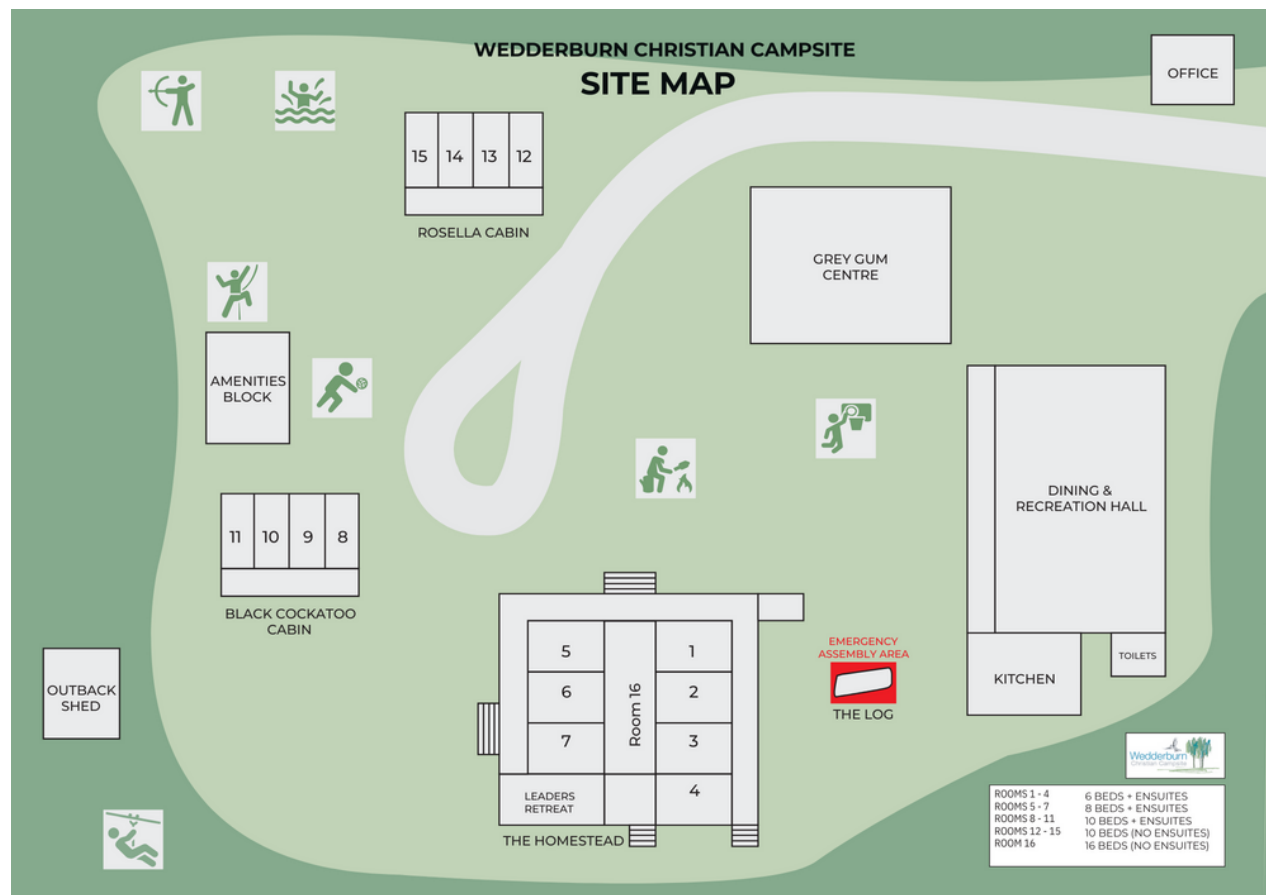 WEDDERBURN CHRISTIAN CAMPSITE
SITE MAP
OFFICE
15 14 13 12
ROSELLA CABIN
GREY GUM
CENTRE
AMENITIES
BLOCK
DINING &
RECREATION HALL
11 10 9 8
BLACK COCKATOO
CABIN
OUTBACK
SHED
5
6
7
Room 16
1
2
3
4
LEADERS
RETREAT
THE HOMESTEAD
EMERGENCY
ASSEMBLY AREA
THE LOG
KITCHEN
TOILETS
Wedderburn
Christian Campsite
ROOMS 1 - 4 6 BEDS + ENSUITES
ROOMS 5 - 7 8 BEDS + ENSUITES
ROOMS 8 - 11 10 BEDS + ENSUITES
ROOMS 12 - 15 10 BEDS (NO ENSUITES)
ROOM 16 16 BEDS (NO ENSUITES)